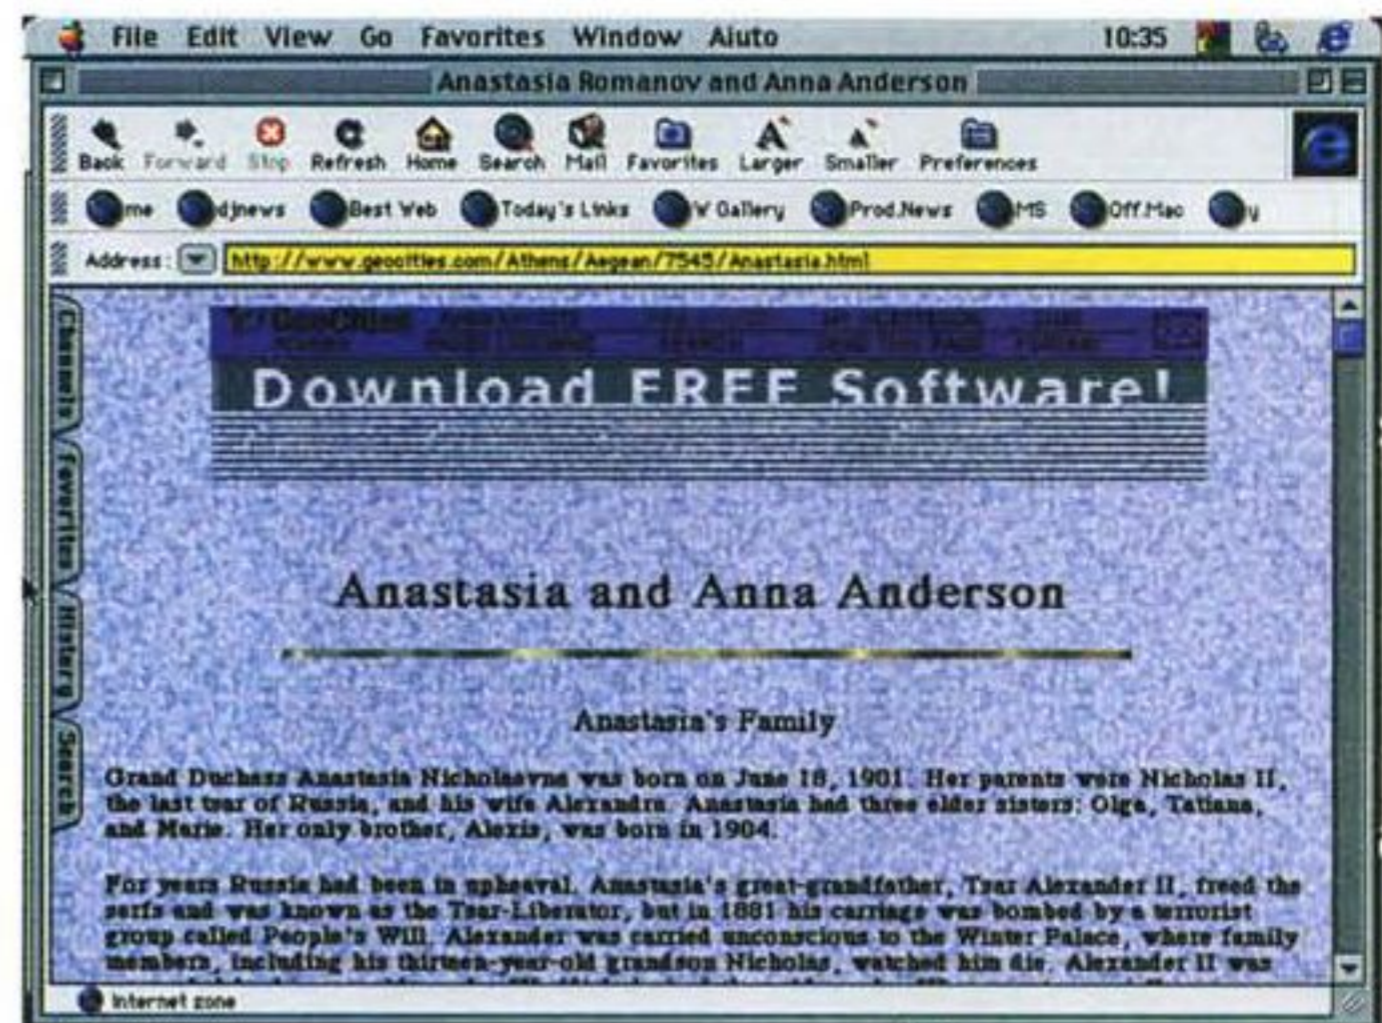 File Edit View Go Favorites Window Aiuto 10:35
Anastasia Romanov and Anna Anderson
Back Forward Stop Refresh Home Search Mail Favorites Larger Smaller Preferences
me djnews Best Web Today's Links W Gallery Prod.News MS Off.Mac y
Address: http://www.geocities.com/Athens/Aegean/7545/Anastasia.html
Channels
Favorites
History
Search
GeoCities
Download FREE Software!
Anastasia and Anna Anderson
Anastasia's Family
Grand Duchess Anastasia Nicholaevna was born on June 18, 1901. Her parents were Nicholas II,
the last tsar of Russia, and his wife Alexandra. Anastasia had three elder sisters: Olga, Tatiana,
and Marie. Her only brother, Alexis, was born in 1904.
For years Russia had been in upheaval. Anastasia's great-grandfather, Tsar Alexander II, freed the
serfs and was known as the Tsar-Liberator, but in 1881 his carriage was bombed by a terrorist
group called People's Will. Alexander was carried unconscious to the Winter Palace, where family
members, including his thirteen-year-old grandson Nicholas, watched him die. Alexander II was
Internet zone